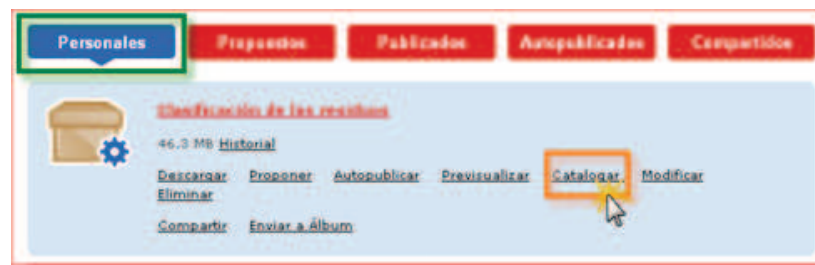 Personales Propuestos Publicados Autopublicados Compartidos
Clasificación de los residuos
46.3 MB Historial
Descargar Proponer Autopublicar Previsualizar Catalogar Modificar
Eliminar
Compartir Enviar a Álbum